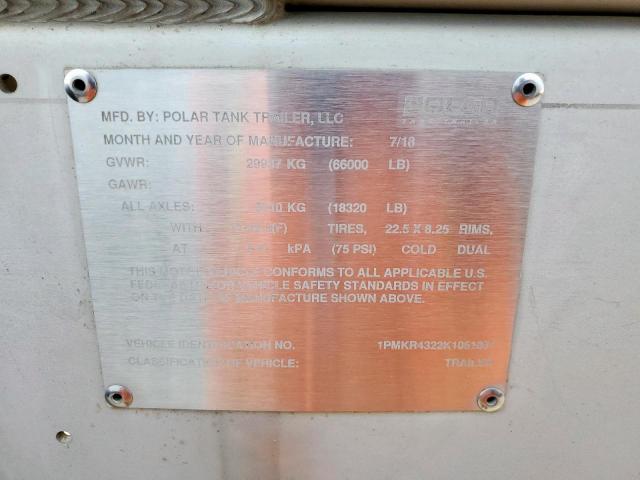 MFD. BY: POLAR TANK TRAILER, LLC
POLAR
MONTH AND YEAR OF MANUFACTURE: 7/18
GVWR: KG (66000 LB)
GAWR:
ALL AXLES: KG (18320 LB)
WITH TIRES, 22.5 X 8.25 RIMS,
AT kPA (75 PSI) COLD DUAL
THIS MOTOR VEHICLE CONFORMS TO ALL APPLICABLE U.S.
FEDERAL MOTOR VEHICLE SAFETY STANDARDS IN EFFECT
ON THE DATE OF MANUFACTURE SHOWN ABOVE.
VEHICLE IDENTIFICATION NO.
CLASSIFICATION OF VEHICLE: TRAILER